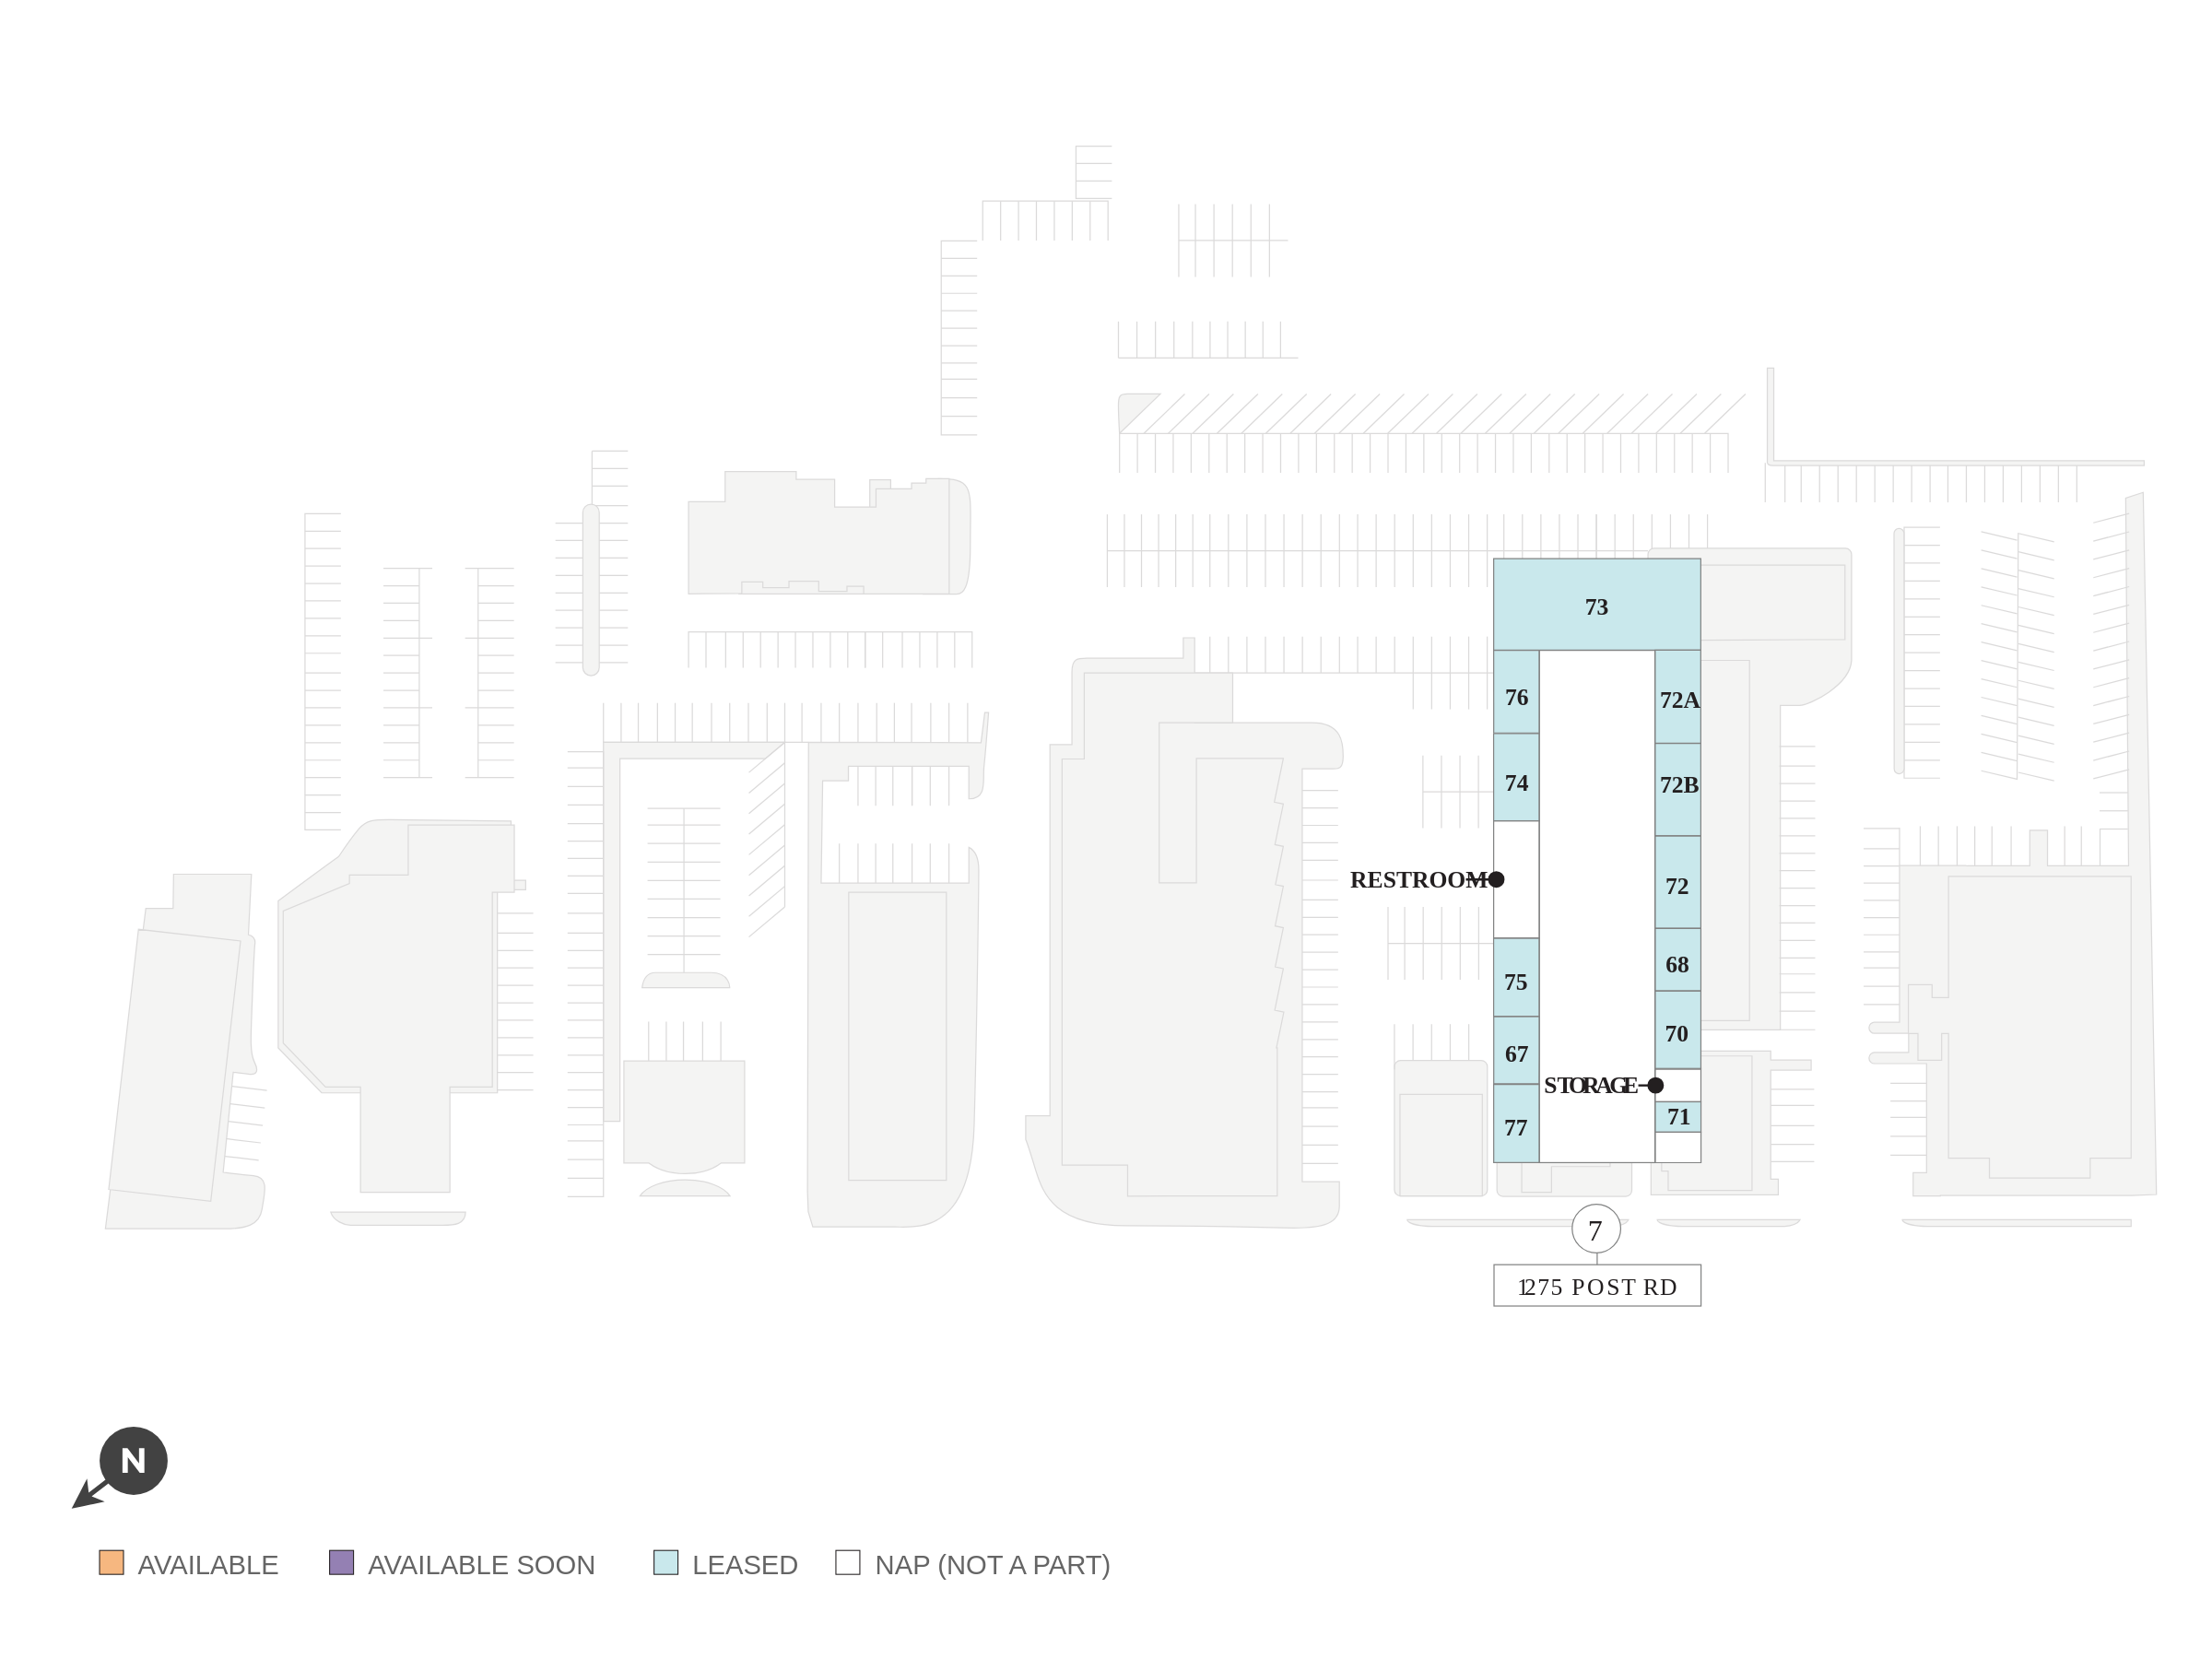 73
76
72A
74
72B
RESTROOM
72
68
75
70
67
STORAGE
71
77
7
1275 POST RD
N
AVAILABLE
AVAILABLE SOON
LEASED
NAP (NOT A PART)